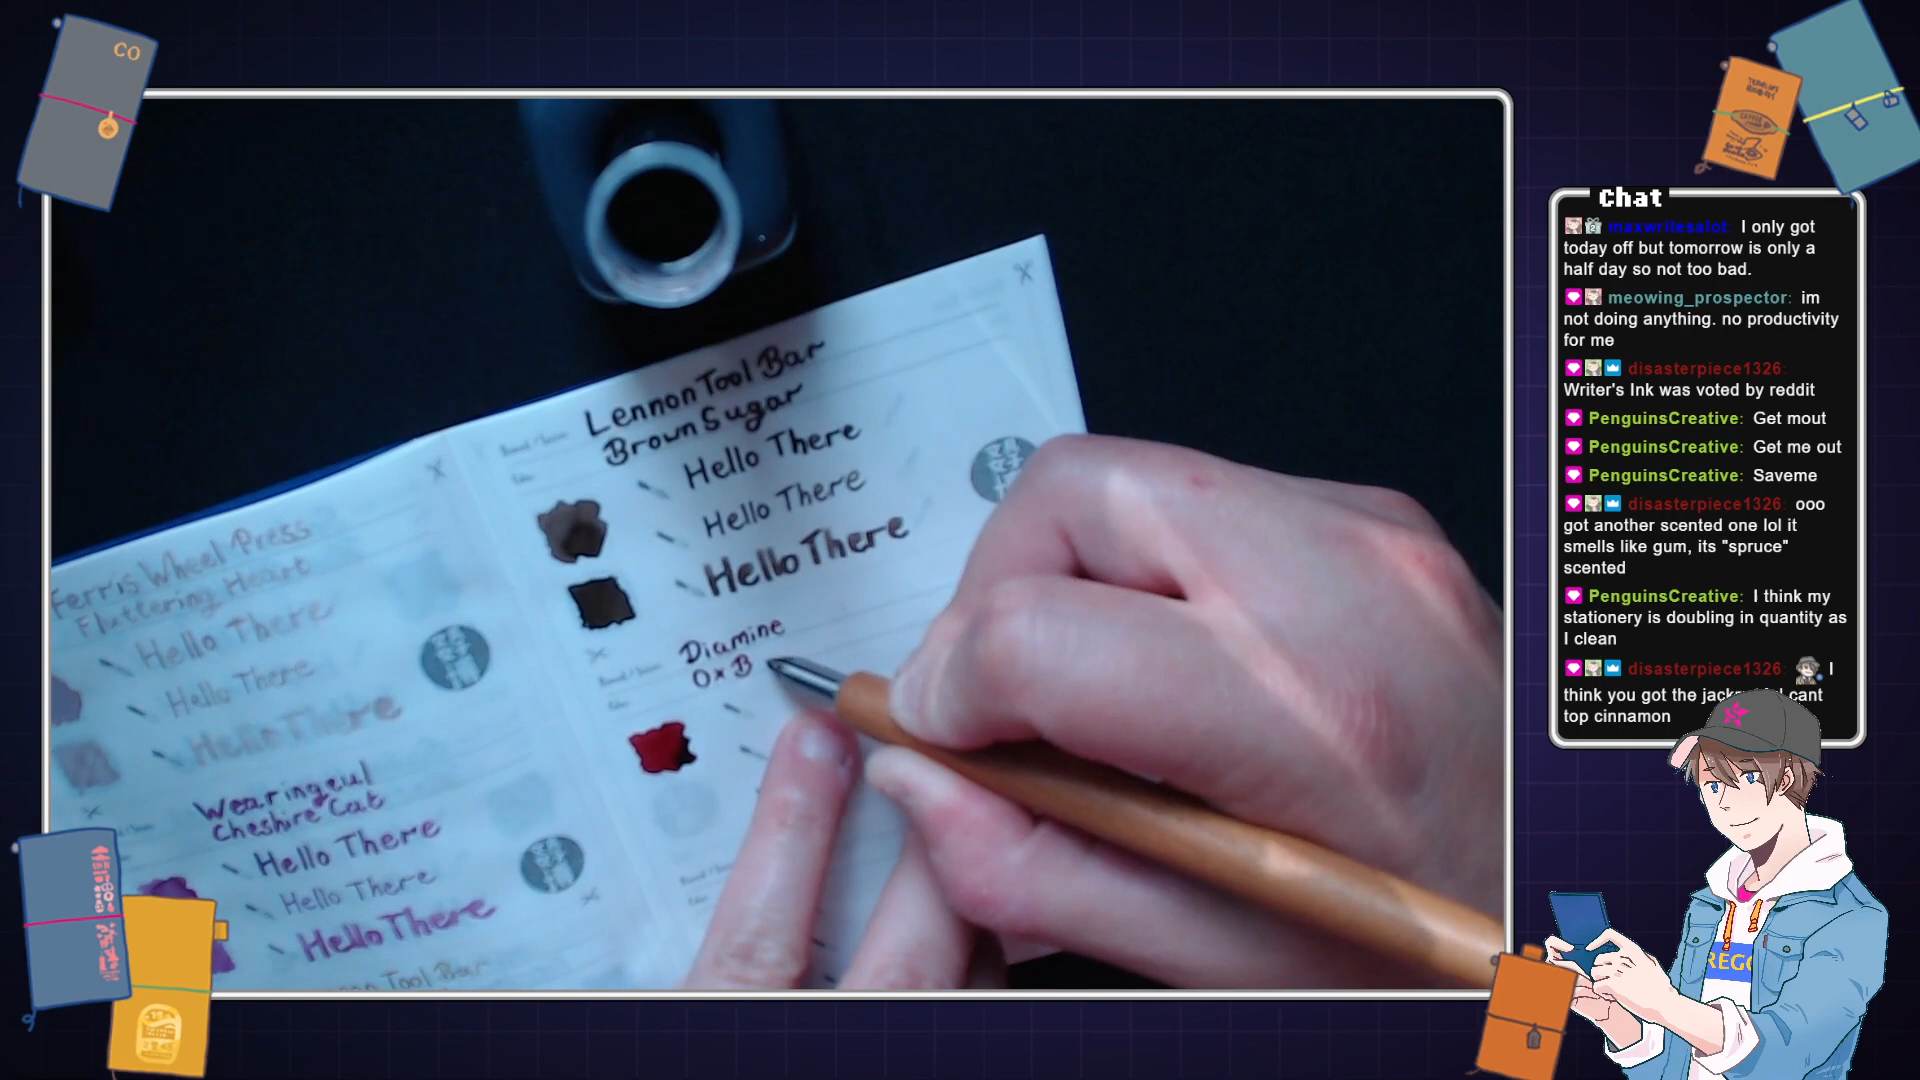 CO
chat
maxwritesalot: I only got
today off but tomorrow is only a
half day so not too bad.
meowing_prospector: im
not doing anything. no productivity
for me
disasterpiece1326:
Writer's Ink was voted by reddit
PenguinsCreative: Get mout
PenguinsCreative: Get me out
PenguinsCreative: Saveme
disasterpiece1326: ooo
got another scented one lol it
smells like gum, its "spruce"
scented
PenguinsCreative: I think my
stationery is doubling in quantity as
I clean
disasterpiece1326: I
think you got the cant
top cinnamon
Ferris Wheel Press
Fluttering Heart
Hello There
Hello There
Hello There
Wearingeul
Cheshire Cat
Hello There
Hello There
Hello There
Tool Bar
Lennon Tool Bar
Brown Sugar
Hello There
Hello There
Hello There
Diamine
Ox B
REGO